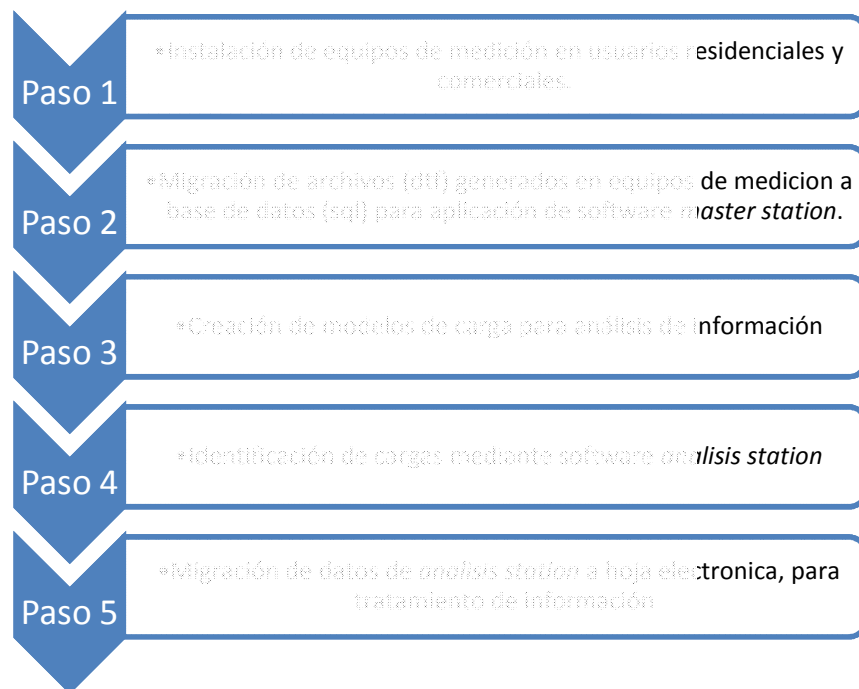 Paso 1
•Instalación de equipos de medición en usuarios residenciales y
comerciales.
Paso 2
•Migración de archivos (dtf) generados en equipos de medicion a
base de datos (sql) para aplicación de software master station.
Paso 3
•Creación de modelos de carga para análisis de información
Paso 4
•Identificación de cargas mediante software analisis station
Paso 5
•Migración de datos de analisis station a hoja electronica, para
tratamiento de información